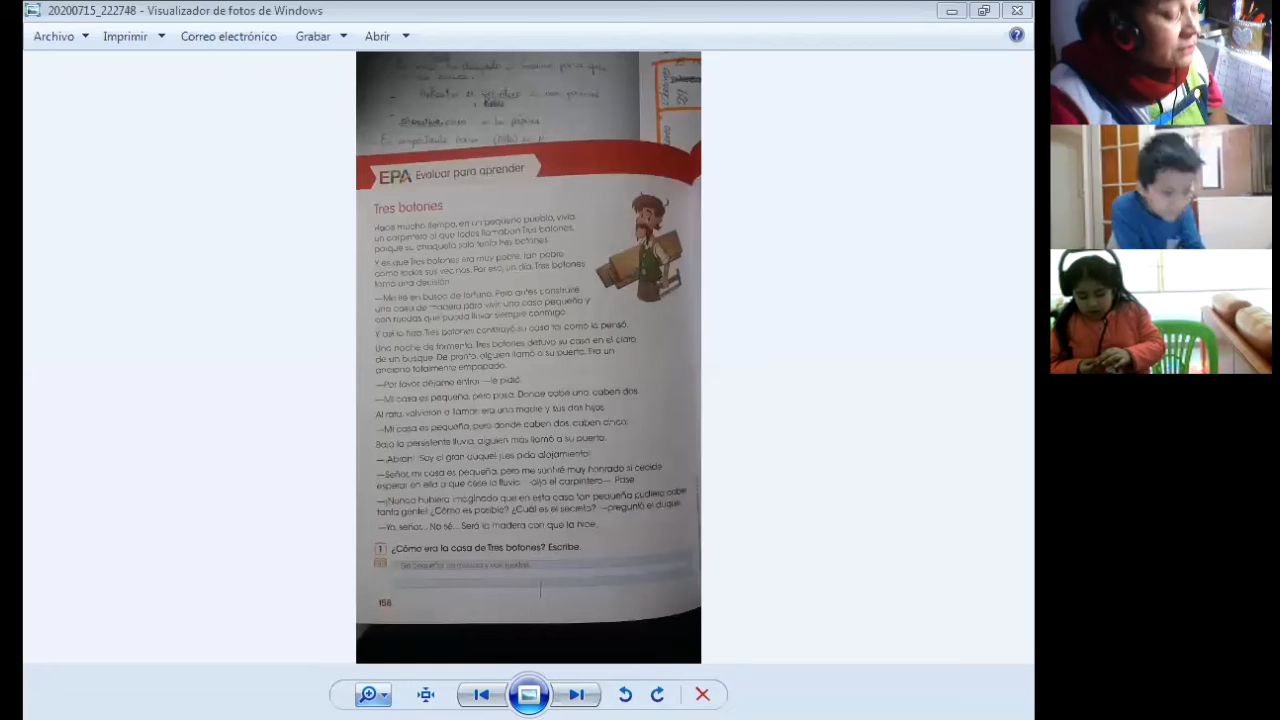 20200715_222748 - Visualizador de fotos de Windows
Archivo Imprimir Correo electrónico Grabar Abrir
EPA Evaluar para aprender
Tres botones
Hace mucho tiempo, en un pequeño pueblo, vivía
un carpintero al que todos llamaban Tres botones,
porque su chaqueta solo tenía tres botones.
Y es que Tres botones era muy pobre, tan pobre
como todos sus vecinos. Por eso, un día, Tres botones
tomó una decisión:
—Me iré en busca de fortuna. Pero antes construiré
una casa de madera para vivir, una casa pequeña y
con ruedas que pueda llevar siempre conmigo.
Y así lo hizo. Tres botones construyó su casa tal como la pensó.
Una noche de tormenta, Tres botones detuvo su casa en el claro
de un bosque. De pronto, alguien llamó a su puerta. Era un
anciano totalmente empapado.
—Por favor, déjame entrar —le pidió.
—Mi casa es pequeña, pero pasa. Donde cabe uno, caben dos.
Al rato, volvieron a llamar: era una madre y sus dos hijos.
—Mi casa es pequeña, pero donde caben dos, caben cinco.
Bajo la persistente lluvia, alguien más llamó a su puerta.
—¡Abran! Soy el gran duque! ¡Les pido alojamiento!
—Señor, mi casa es pequeña, pero me sentiré muy honrado si decide
esperar en ella a que cese la lluvia —dijo el carpintero—. Pase.
—¡Nunca hubiera imaginado que en esta casa tan pequeña pudiera caber
tanta gente! ¿Cómo es posible? ¿Cuál es el secreto? —preguntó el duque.
—Yo, señor... No sé... Será la madera con que la hice.
1 ¿Cómo era la casa de Tres botones? Escribe.
156